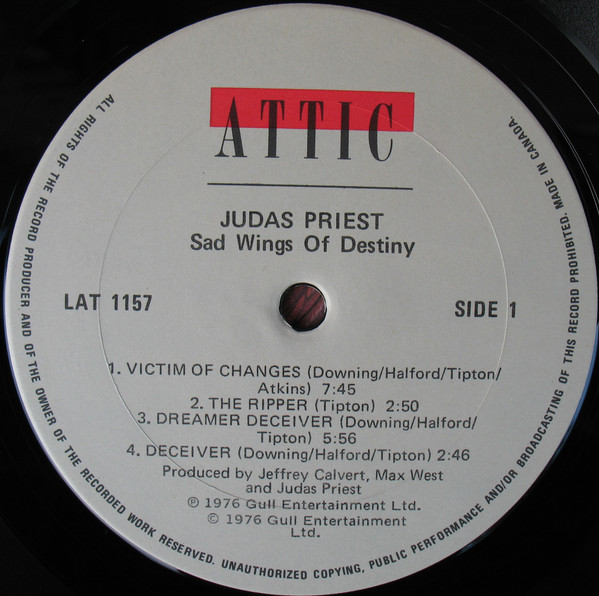 ATTIC
JUDAS PRIEST
Sad Wings Of Destiny
LAT 1157
SIDE 1
1. VICTIM OF CHANGES (Downing/Halford/Tipton/
Atkins) 7:45
2. THE RIPPER (Tipton) 2:50
3. DREAMER DECEIVER (Downing/Halford/
Tipton) 5:56
4. DECEIVER (Downing/Halford/Tipton) 2:46
Produced by Jeffrey Calvert, Max West
and Judas Priest
℗ 1976 Gull Entertainment Ltd.
© 1976 Gull Entertainment
Ltd.
ALL RIGHTS OF THE RECORD PRODUCER AND OF THE OWNER OF THE RECORDED WORK RESERVED. UNAUTHORIZED COPYING, PUBLIC PERFORMANCE AND/OR BROADCASTING OF THIS RECORD PROHIBITED. MADE IN CANADA.